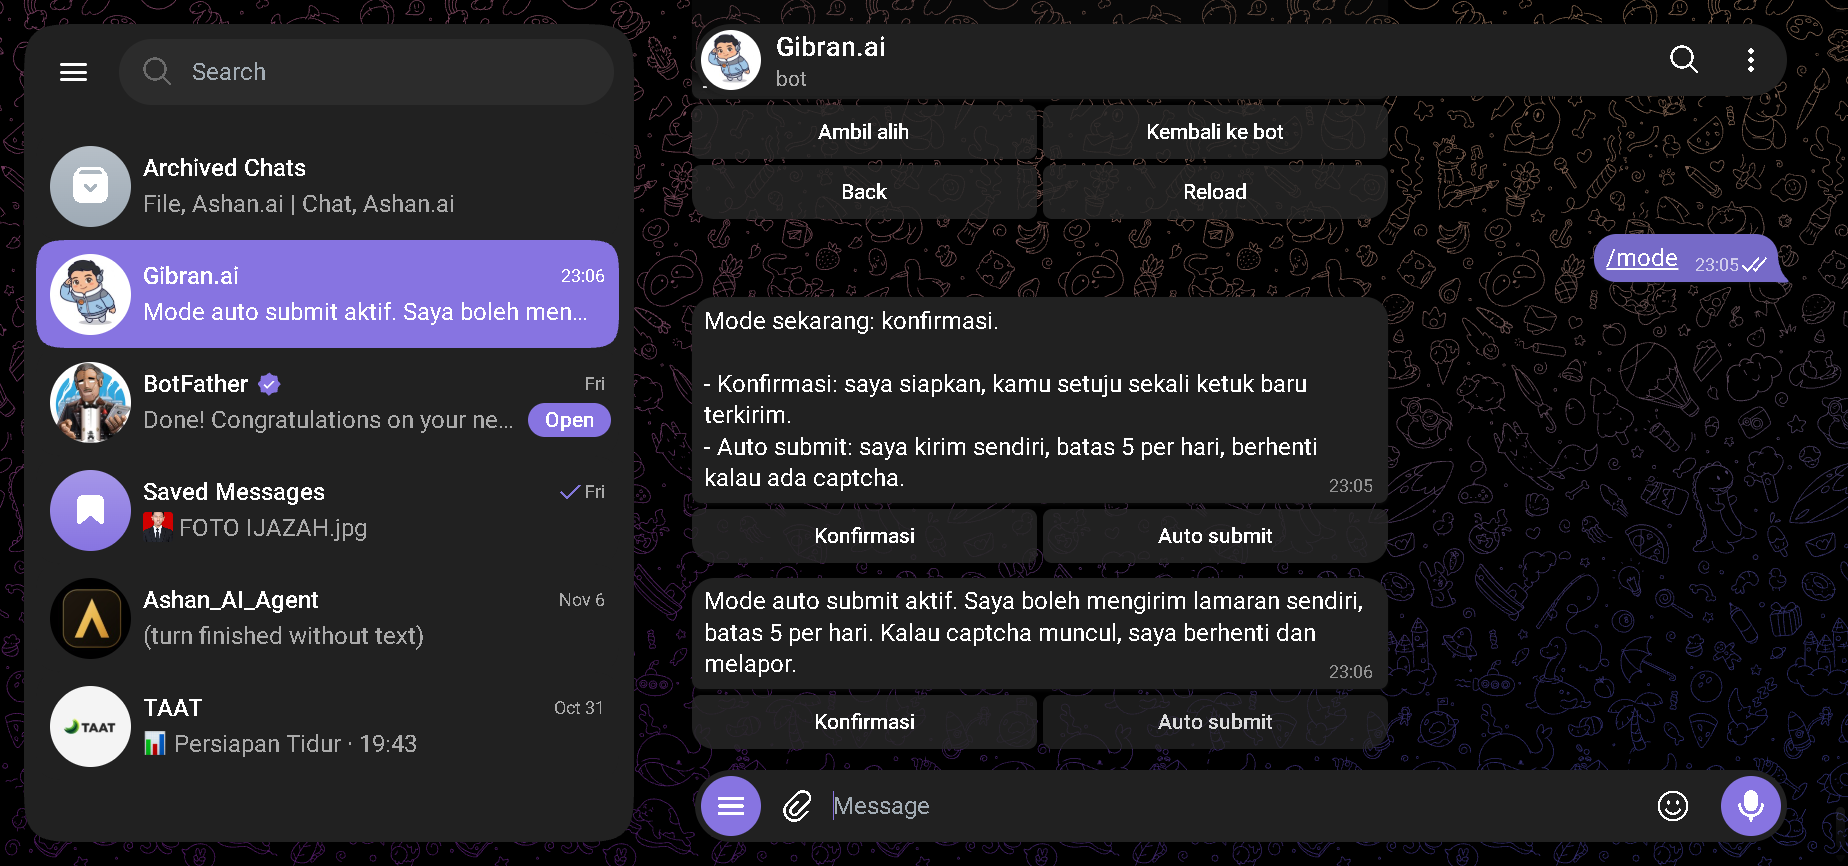 Search
Archived Chats
File, Ashan.ai | Chat, Ashan.ai
Gibran.ai
23:06
Mode auto submit aktif. Saya boleh men...
BotFather
Fri
Done! Congratulations on your ne...
Open
Saved Messages
Fri
FOTO IJAZAH.jpg
Ashan_AI_Agent
Nov 6
(turn finished without text)
TAAT
TAAT
Oct 31
Persiapan Tidur · 19:43
Gibran.ai
bot
Ambil alih
Kembali ke bot
Back
Reload
/mode
23:05
Mode sekarang: konfirmasi.
- Konfirmasi: saya siapkan, kamu setuju sekali ketuk baru
terkirim.
- Auto submit: saya kirim sendiri, batas 5 per hari, berhenti
kalau ada captcha.
23:05
Konfirmasi
Auto submit
Mode auto submit aktif. Saya boleh mengirim lamaran sendiri,
batas 5 per hari. Kalau captcha muncul, saya berhenti dan
melapor.
23:06
Konfirmasi
Auto submit
Message